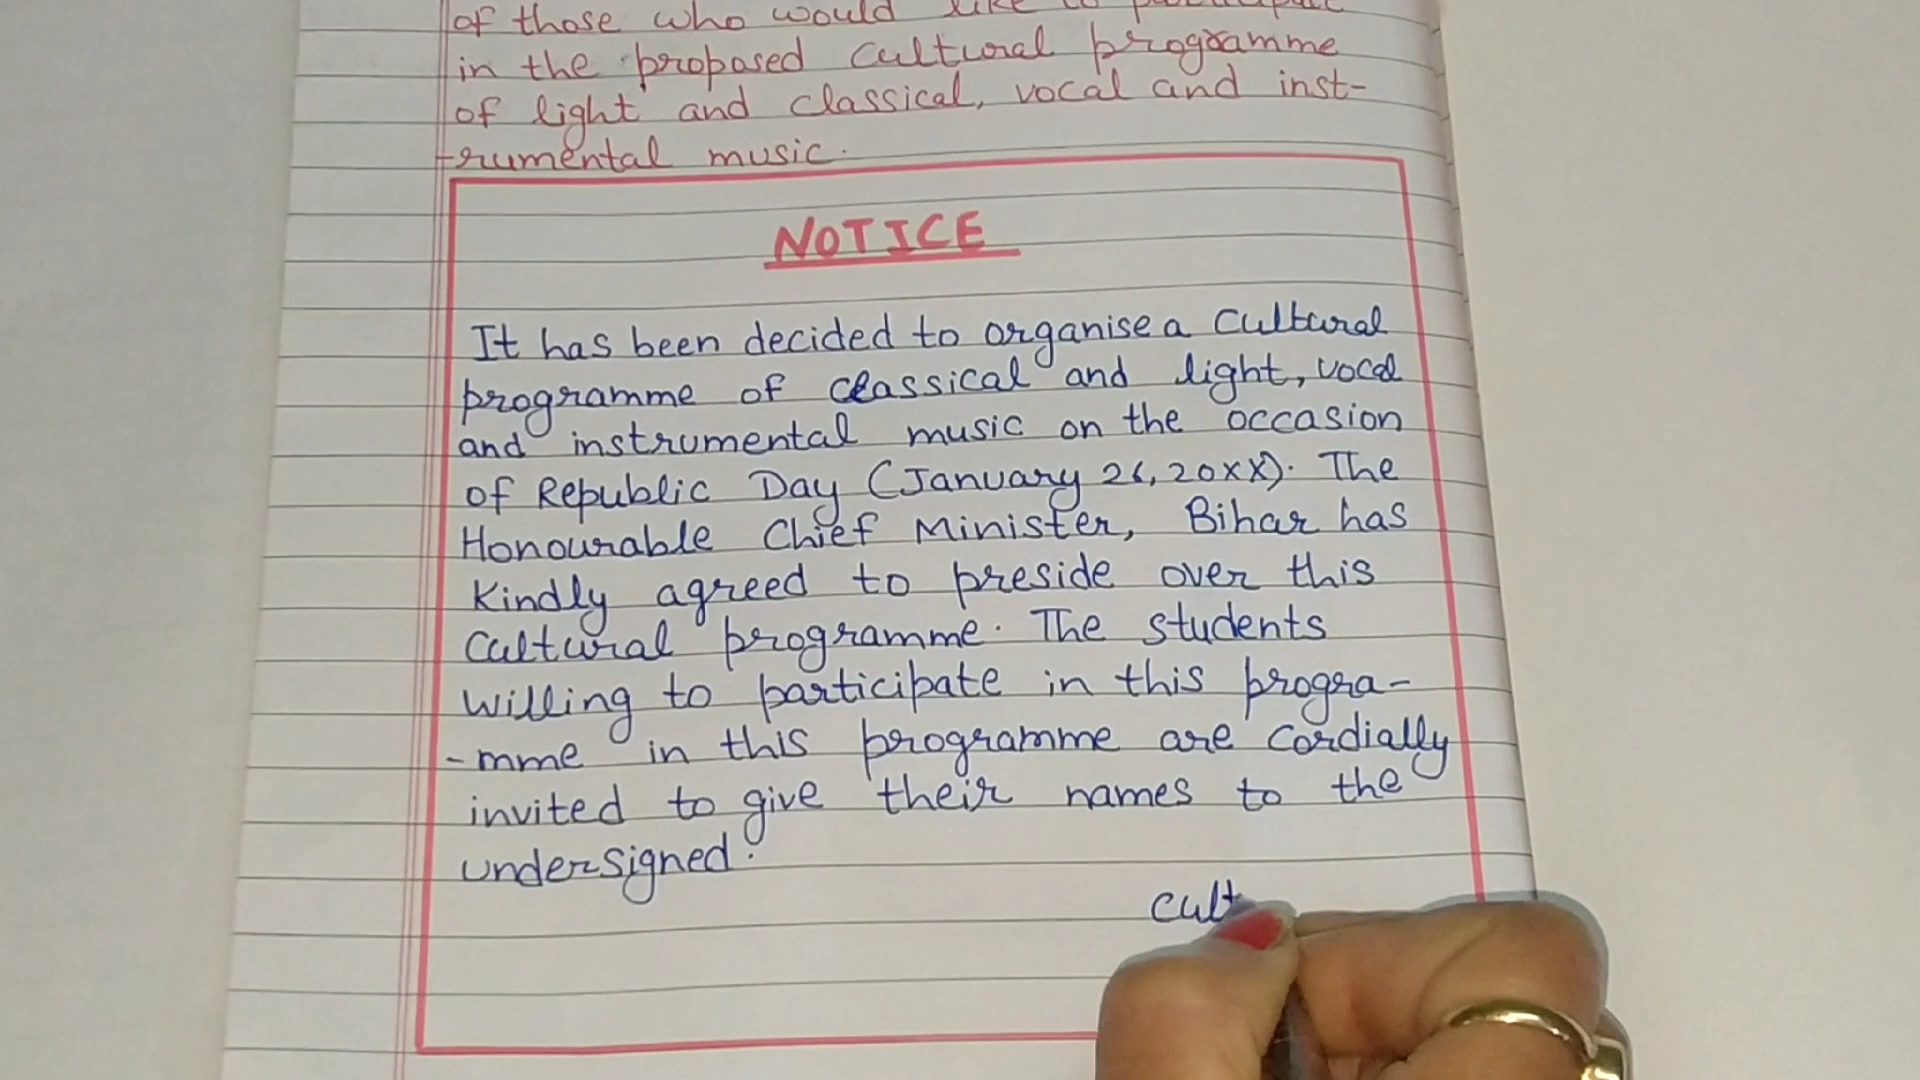 of those who would like to participate
in the proposed Cultural programme
of light and classical, vocal and inst-
-rumental music.
NOTICE
It has been decided to organise a Cultural
programme of classical and light, vocal
and instrumental music on the occasion
of Republic Day (January 26, 20XX). The
Honourable Chief Minister, Bihar has
Kindly agreed to preside over this
Cultural programme. The students
willing to participate in this progra-
-mme in this programme are cordially
invited to give their names to the
undersigned.
cult